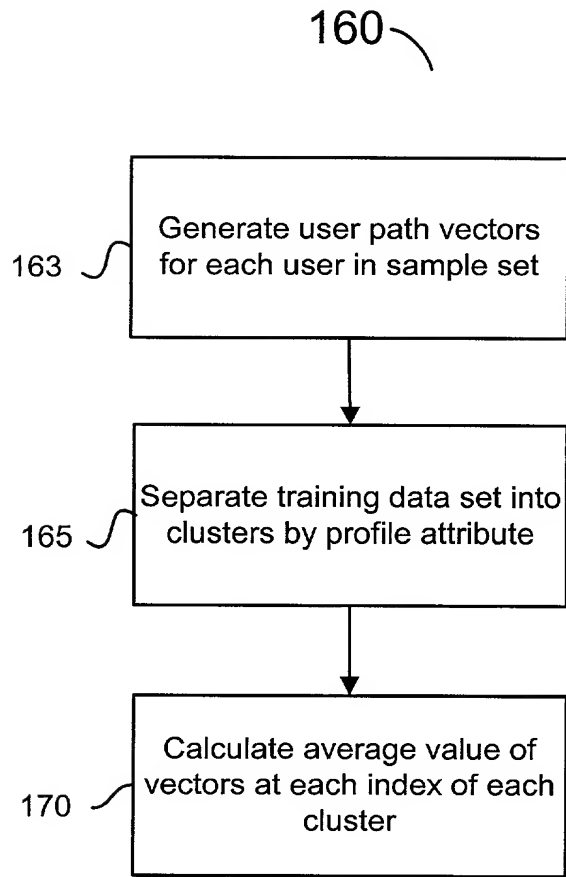 160
Generate user path vectors
for each user in sample set
163
Separate training data set into
clusters by profile attribute
165
Calculate average value of
vectors at each index of each
cluster
170